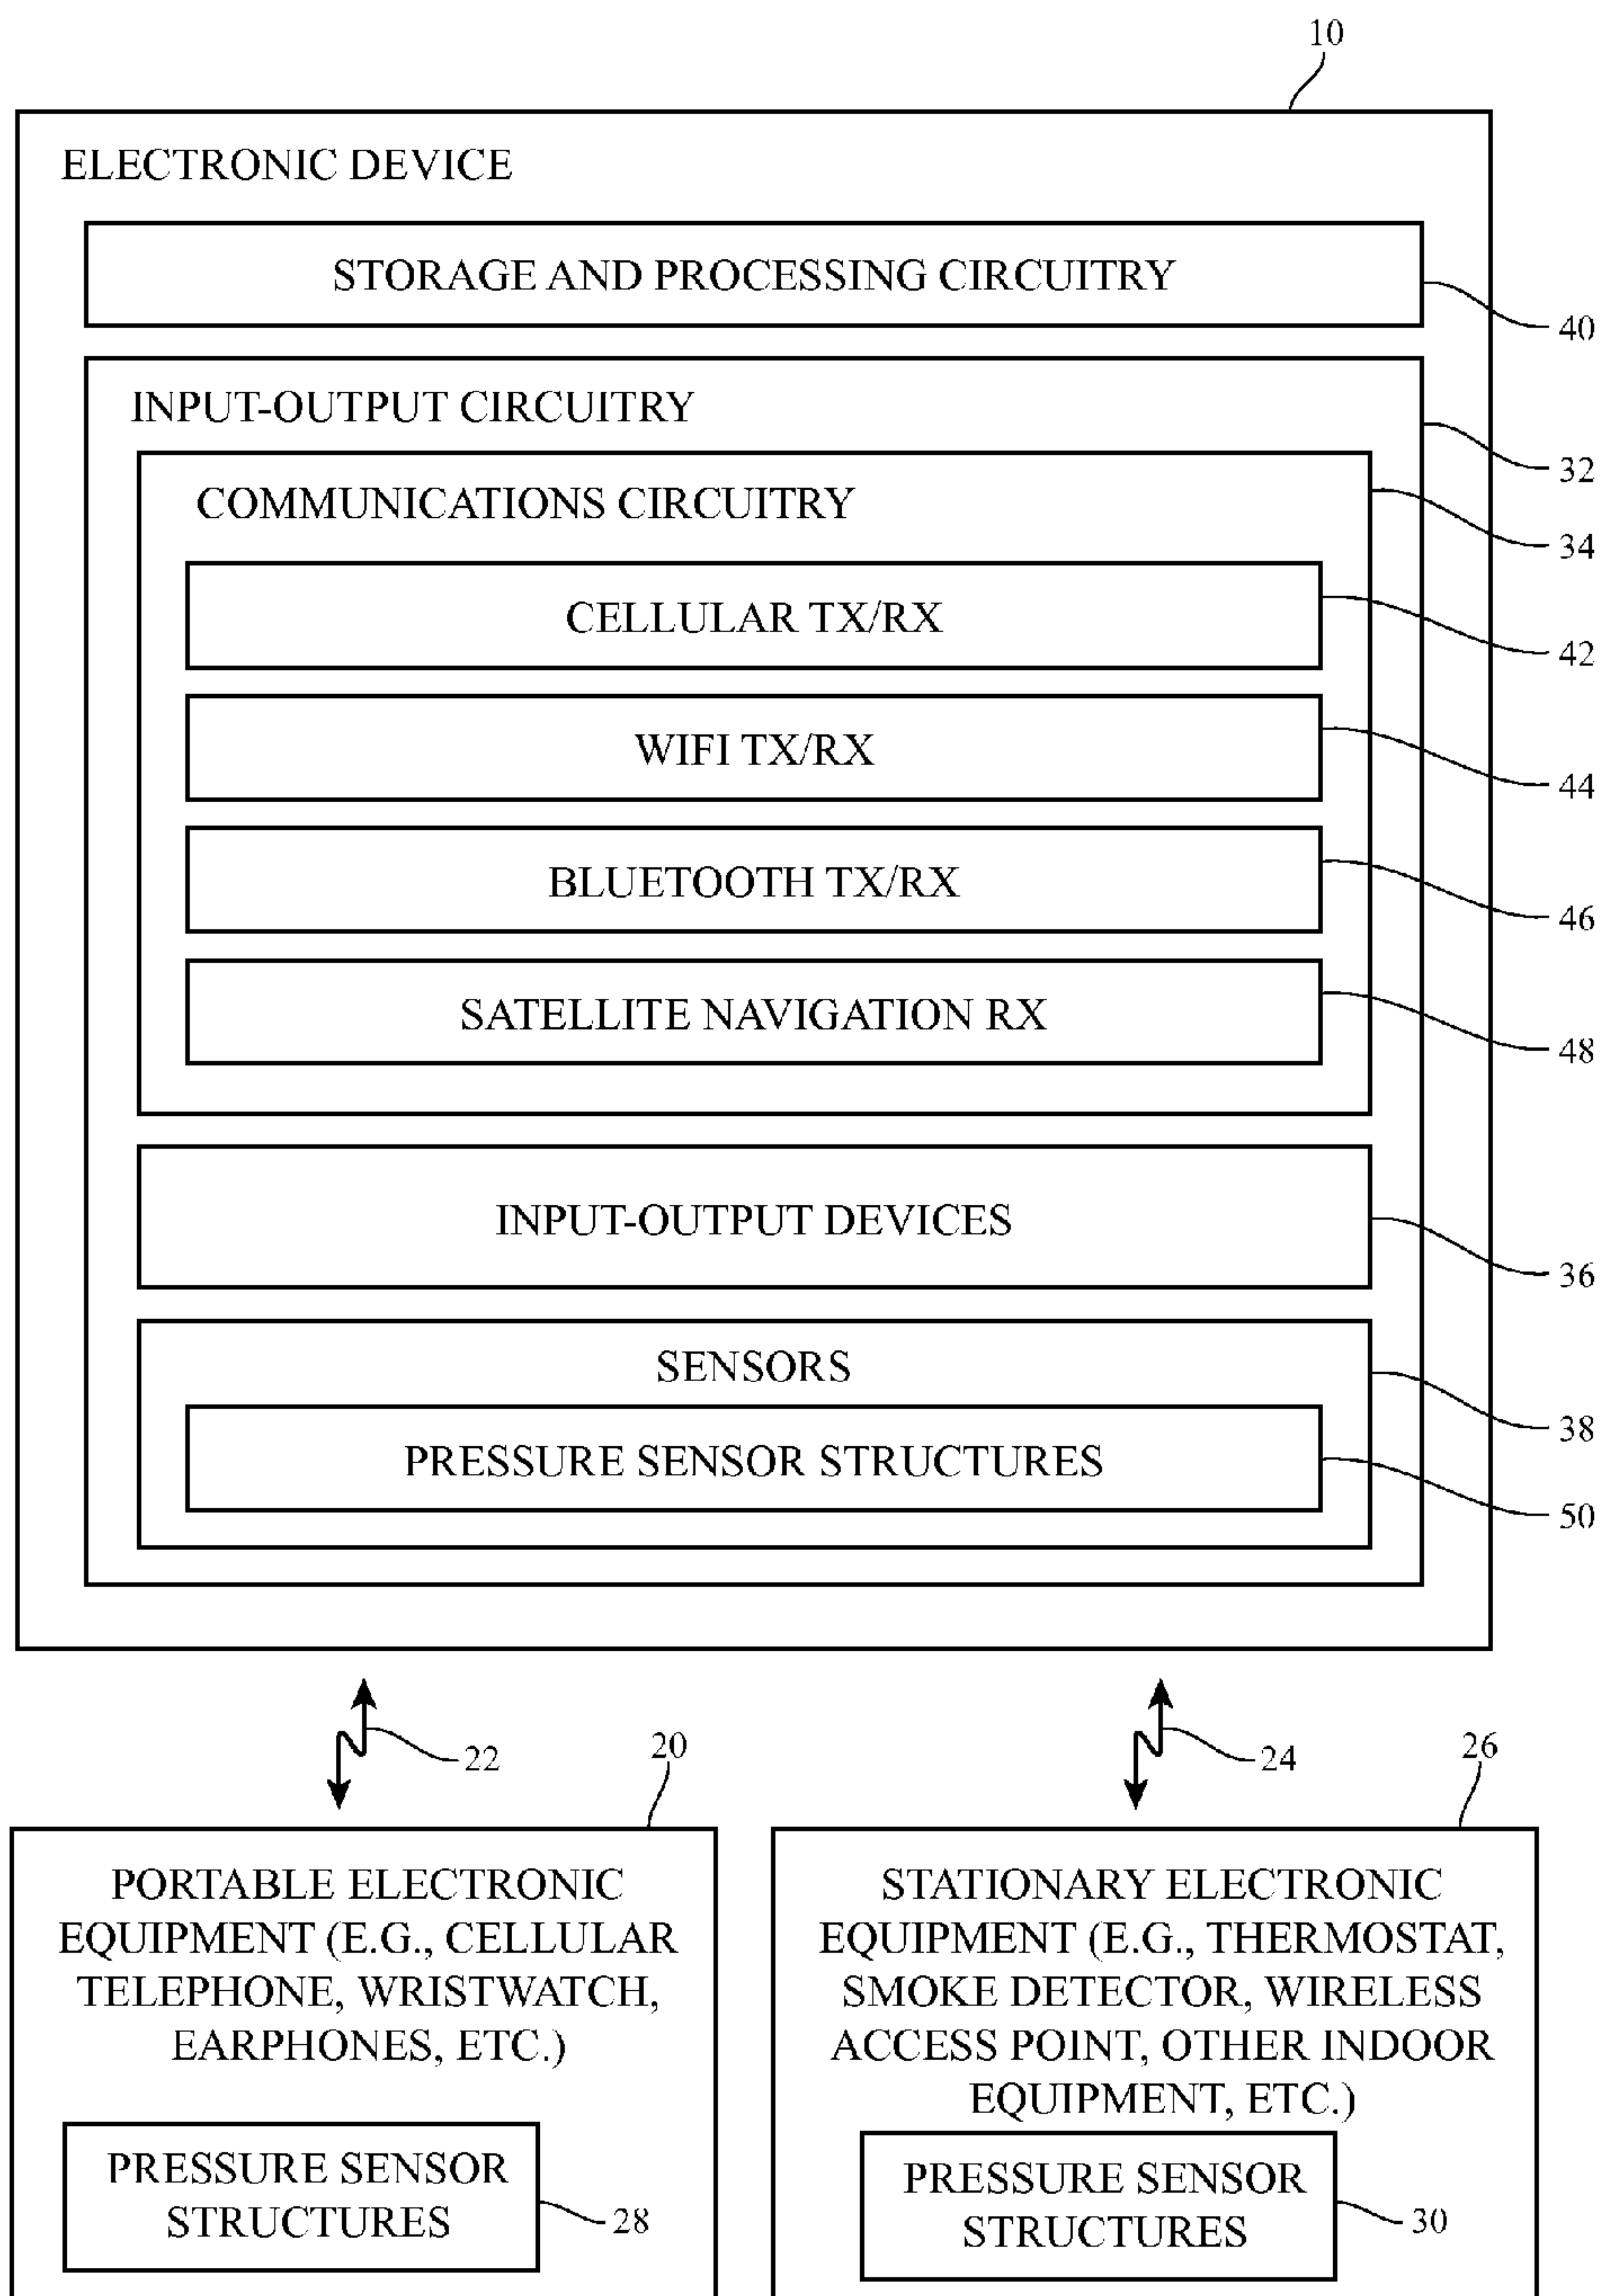 10
ELECTRONIC DEVICE
STORAGE AND PROCESSING CIRCUITRY
40
INPUT-OUTPUT CIRCUITRY
32
COMMUNICATIONS CIRCUITRY
34
CELLULAR TX/RX
42
WIFI TX/RX
44
BLUETOOTH TX/RX
46
SATELLITE NAVIGATION RX
48
INPUT-OUTPUT DEVICES
36
SENSORS
38
PRESSURE SENSOR STRUCTURES
50
22
20
24
26
PORTABLE ELECTRONIC
EQUIPMENT (E.G., CELLULAR
TELEPHONE, WRISTWATCH,
EARPHONES, ETC.)
PRESSURE SENSOR
STRUCTURES
28
STATIONARY ELECTRONIC
EQUIPMENT (E.G., THERMOSTAT,
SMOKE DETECTOR, WIRELESS
ACCESS POINT, OTHER INDOOR
EQUIPMENT, ETC.)
PRESSURE SENSOR
STRUCTURES
30